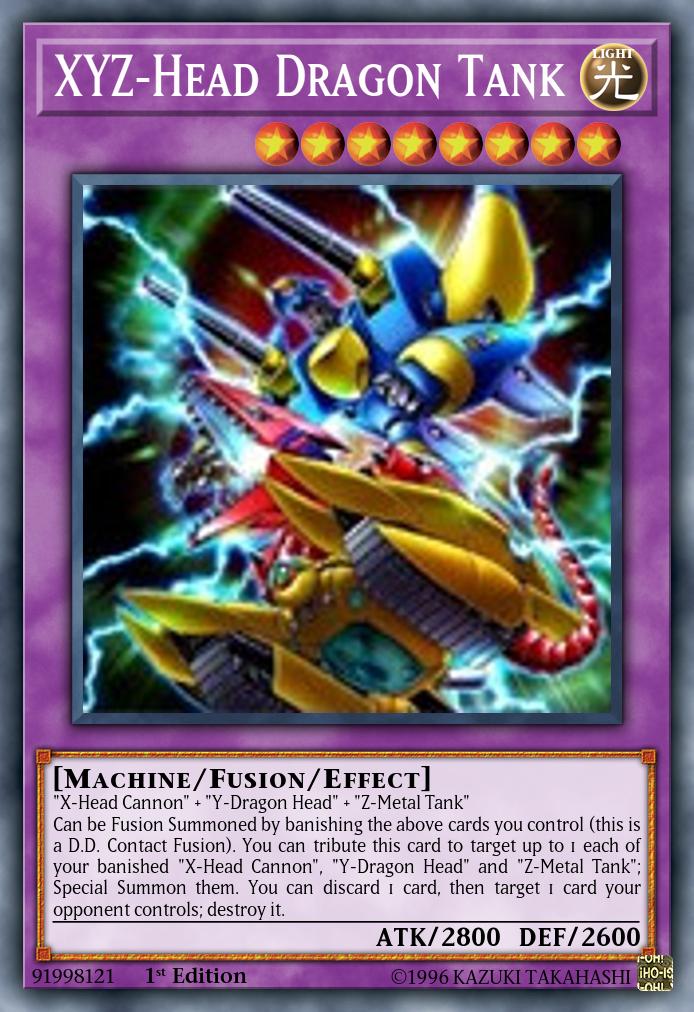 XYZ-Head Dragon Tank
LIGHT
光
[Machine/Fusion/Effect]
"X-Head Cannon" + "Y-Dragon Head" + "Z-Metal Tank"
Can be Fusion Summoned by banishing the above cards you control (this is
a D.D. Contact Fusion). You can tribute this card to target up to 1 each of
your banished "X-Head Cannon", "Y-Dragon Head" and "Z-Metal Tank";
Special Summon them. You can discard 1 card, then target 1 card your
opponent controls; destroy it.
ATK/2800 DEF/2600
91998121 1st Edition ©1996 KAZUKI TAKAHASHI